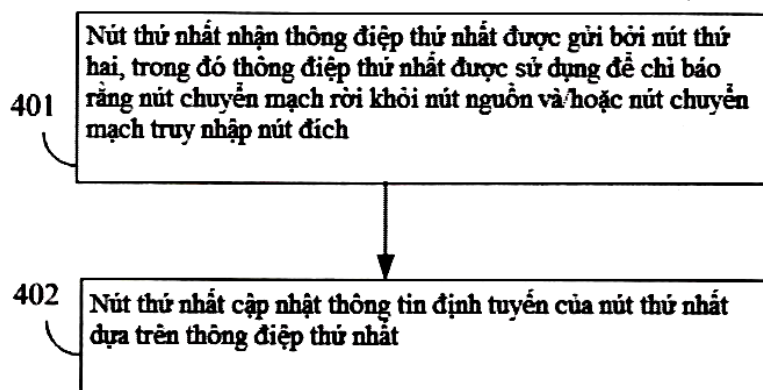 Nút thứ nhất nhận thông điệp thứ nhất được gửi bởi nút thứ
hai, trong đó thông điệp thứ nhất được sử dụng để chỉ báo
rằng nút chuyển mạch rời khỏi nút nguồn và/hoặc nút chuyển
mạch truy nhập nút đích
401
402
Nút thứ nhất cập nhật thông tin định tuyến của nút thứ nhất
dựa trên thông điệp thứ nhất